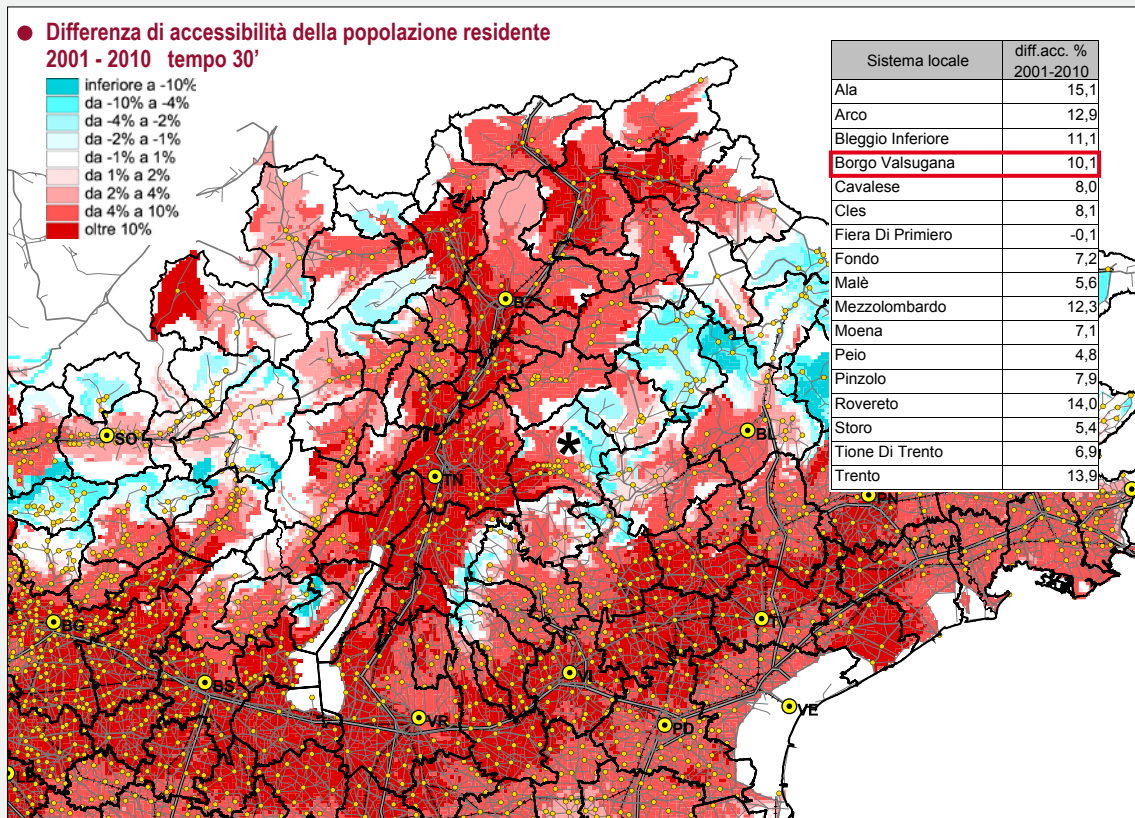 Differenza di accessibilità della popolazione residente
2001 - 2010 tempo 30'
inferiore a -10%
da -10% a -4%
da -4% a -2%
da -2% a -1%
da -1% a 1%
da 1% a 2%
da 2% a 4%
da 4% a 10%
oltre 10%
Sistema locale diff.acc. % 2001-2010
Ala 15,1
Arco 12,9
Bleggio Inferiore 11,1
Borgo Valsugana 10,1
Cavalese 8,0
Cles 8,1
Fiera Di Primiero -0,1
Fondo 7,2
Malè 5,6
Mezzolombardo 12,3
Moena 7,1
Peio 4,8
Pinzolo 7,9
Rovereto 14,0
Storo 5,4
Tione Di Trento 6,9
Trento 13,9
BZ
SO
BL
*
TN
PN
BG
TV
BS
VI
VR
PD
VE